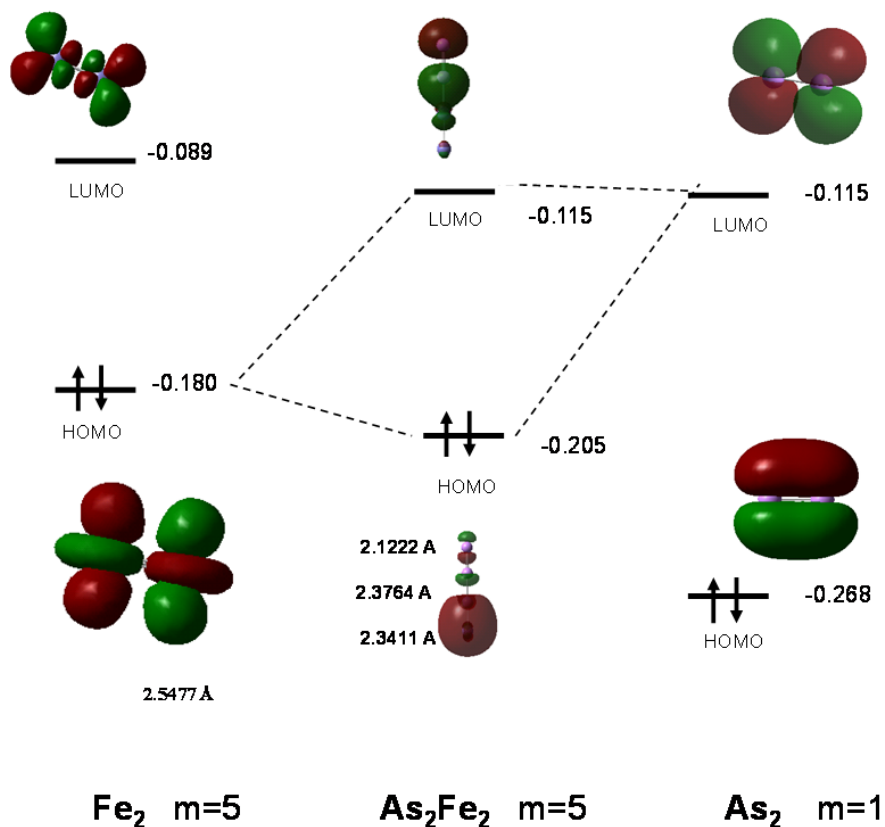 -0.089
LUMO
-0.115
LUMO
-0.115
LUMO
-0.180
HOMO
-0.205
HOMO
2.1222 A
2.3764 A
2.3411 A
-0.268
HOMO
2.5477 Å
Fe₂ m=5
As₂Fe₂ m=5
As₂ m=1